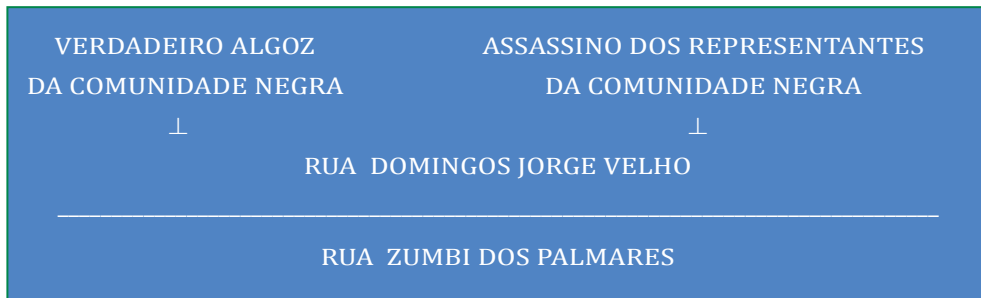 VERDADEIRO ALGOZ
DA COMUNIDADE NEGRA
⊥
ASSASSINO DOS REPRESENTANTES
DA COMUNIDADE NEGRA
⊥
RUA DOMINGOS JORGE VELHO
RUA ZUMBI DOS PALMARES